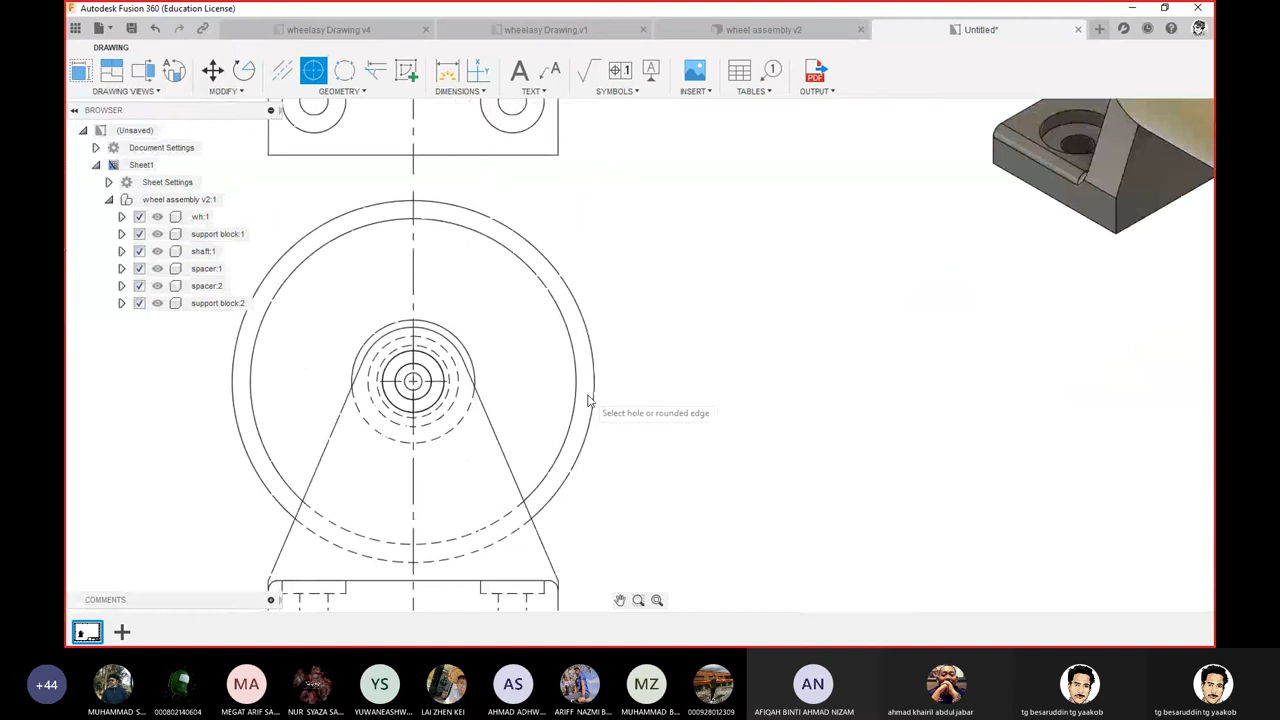 Autodesk Fusion 360 (Education License)
wheelasy Drawing v4
wheelasy Drawing.v1
wheel assembly v2
Untitled*
DRAWING
DRAWING VIEWS
MODIFY
GEOMETRY
DIMENSIONS
TEXT
SYMBOLS
INSERT
TABLES
OUTPUT
BROWSER
(Unsaved)
Document Settings
Sheet1
Sheet Settings
wheel assembly v2:1
wh:1
support block:1
shaft:1
spacer:1
spacer:2
support block:2
Select hole or rounded edge
COMMENTS
+44
MA
YS
AS
MZ
AN
MUHAMMAD S...
000802140604
MEGAT ARIF SA...
NUR SYAZA SA...
YUWANEASHW...
LAI ZHEN KEI
AHMAD ADHW...
ARIFF NAZMI B...
MUHAMMAD B...
000928012309
AFIQAH BINTI AHMAD NIZAM
ahmad khairil abdul jabar
tg besaruddin tg yaakob
tg besaruddin tg yaakob